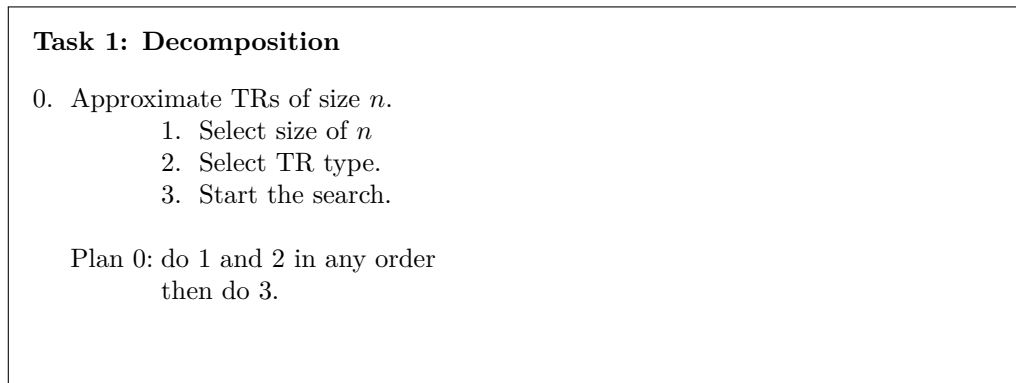 Task 1: Decomposition
0. Approximate TRs of size n.
1. Select size of n
2. Select TR type.
3. Start the search.
Plan 0: do 1 and 2 in any order
then do 3.